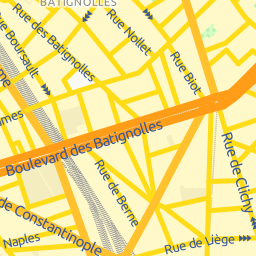 BATIGNOLLES
Rue des Batignolles
Rue Nollet
Rue Boursault
Rue Biot
Boulevard des Batignolles
Rue de Clichy
Rue de Berne
de Constantinople
Naples
Rue de Liège